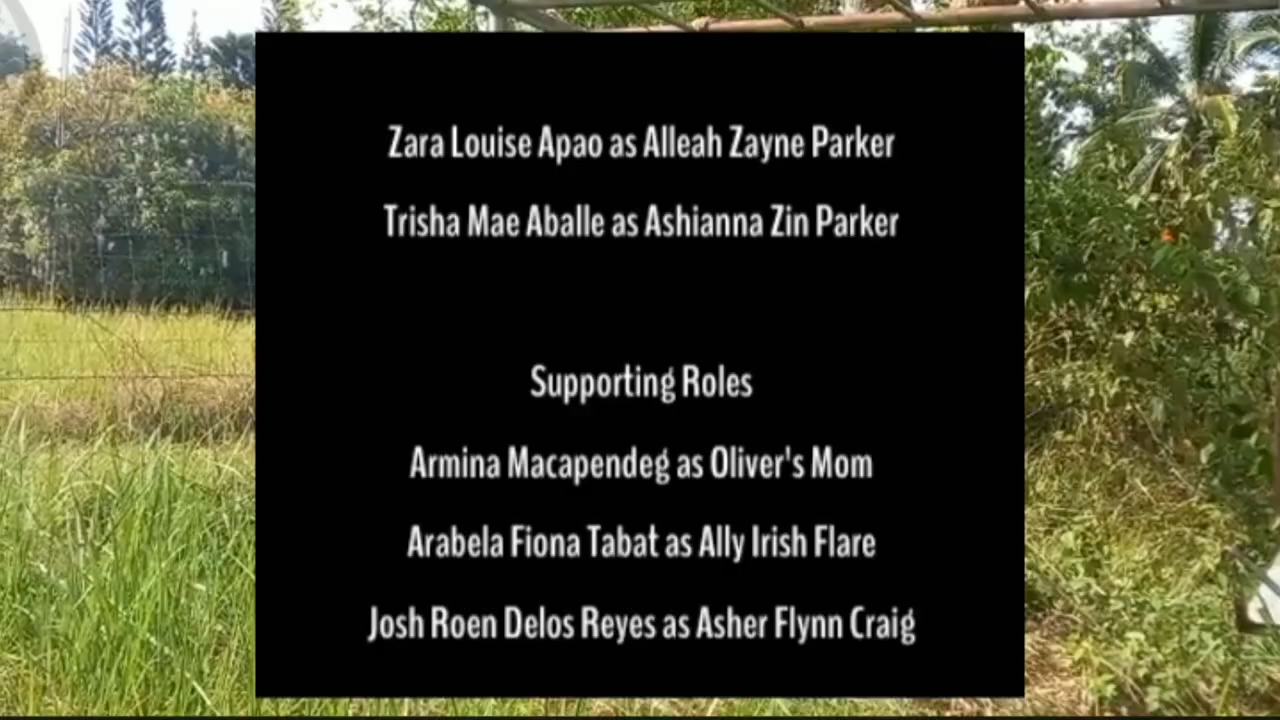 Zara Louise Apao as Alleah Zayne Parker
Trisha Mae Aballe as Ashianna Zin Parker
Supporting Roles
Armina Macapendeg as Oliver's Mom
Arabela Fiona Tabat as Ally Irish Flare
Josh Roen Delos Reyes as Asher Flynn Craig